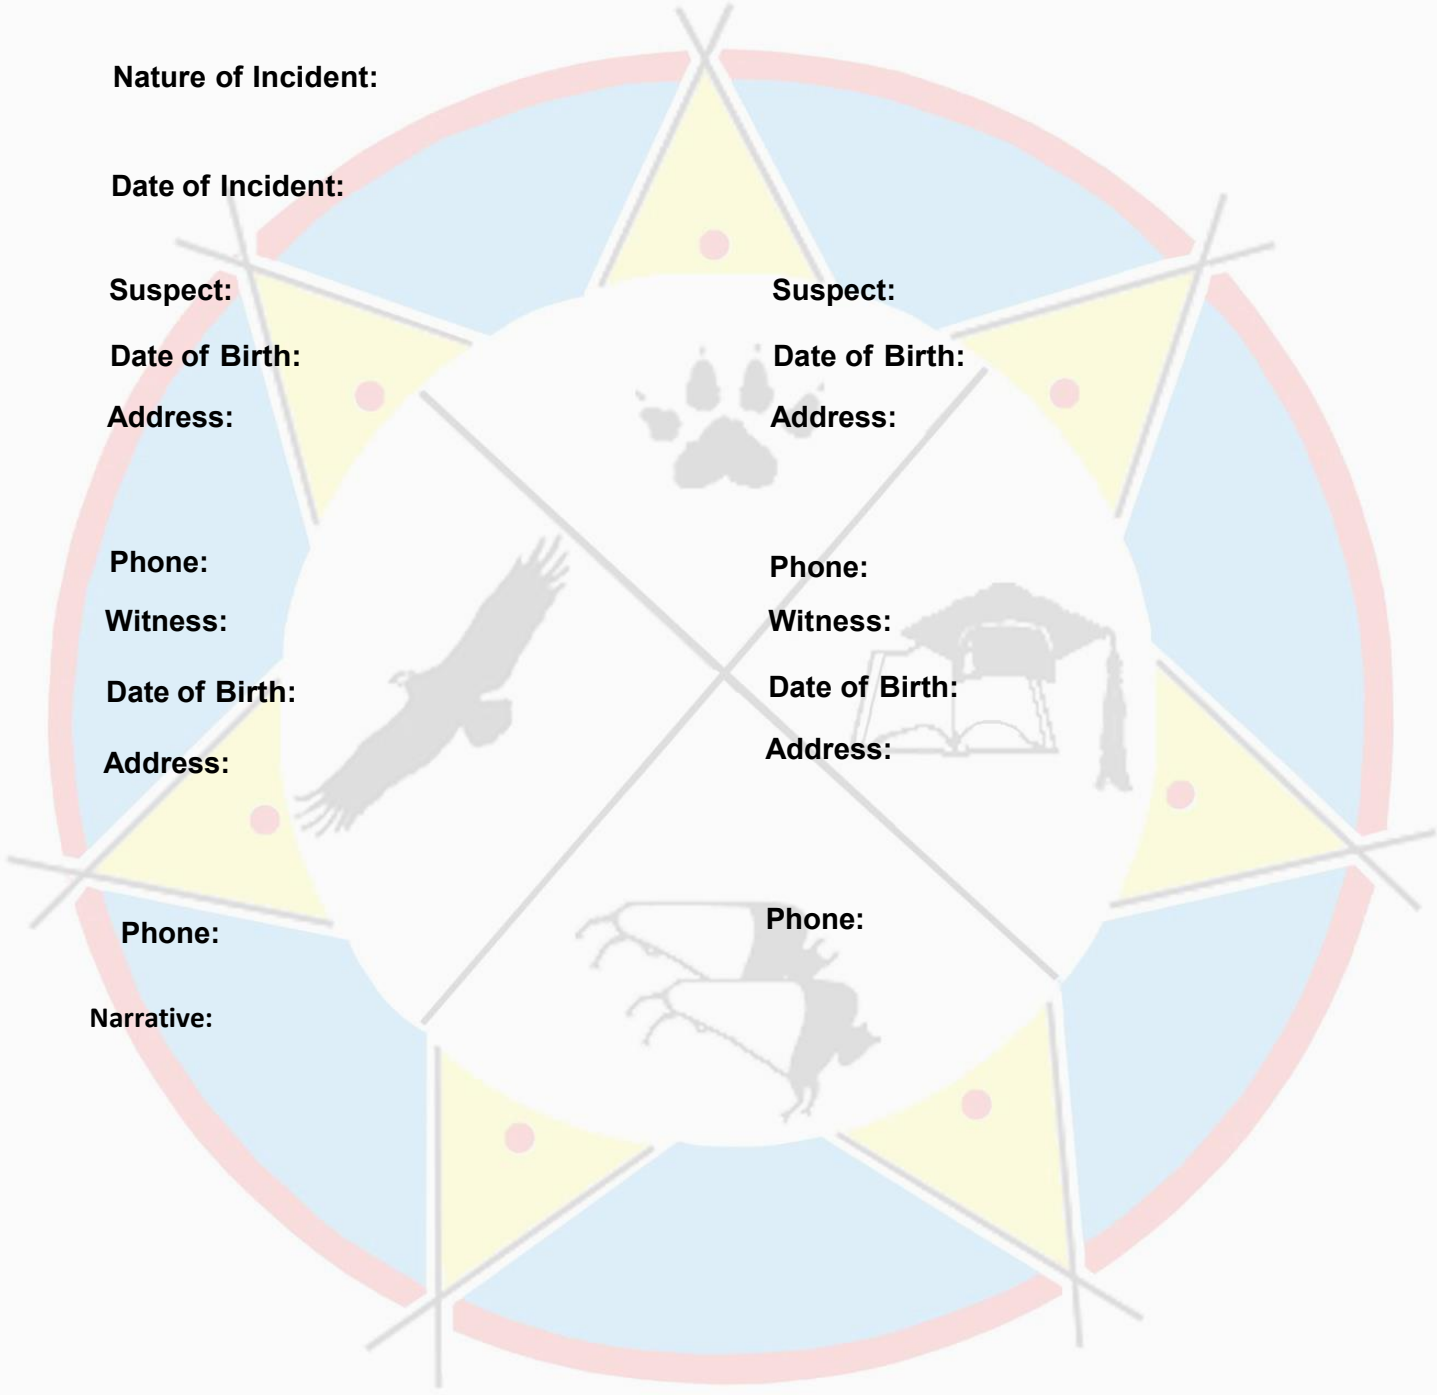 Nature of Incident:
Date of Incident:
Suspect: Suspect:
Date of Birth: Date of Birth:
Address: Address:
Phone: Phone:
Witness: Witness:
Date of Birth: Date of Birth:
Address: Address:
Phone: Phone:
Narrative: